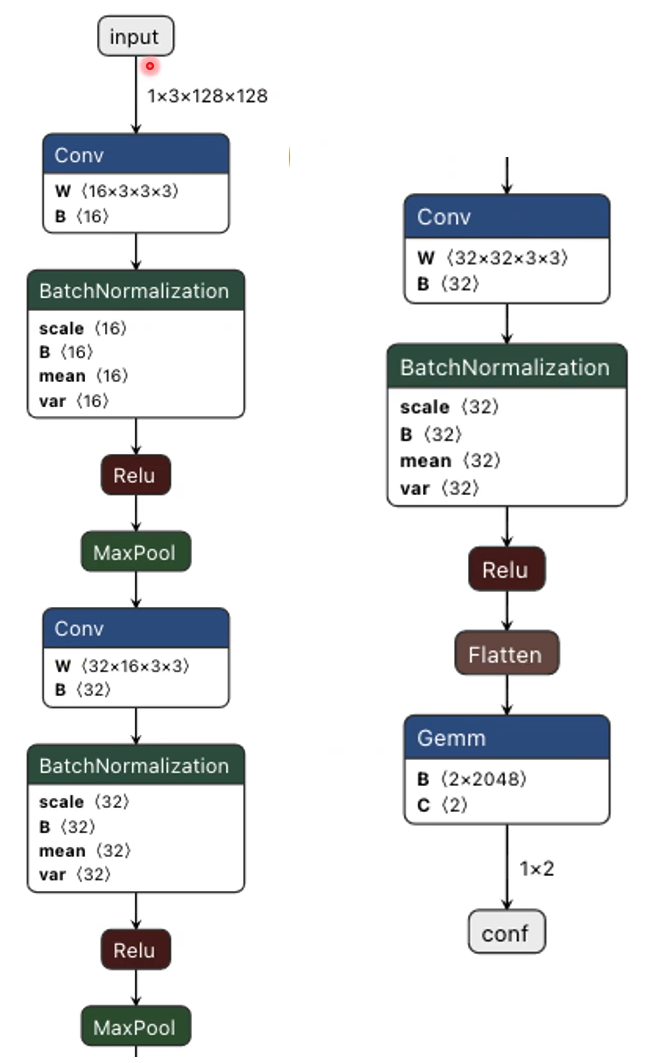 input
1×3×128×128
Conv
W ⟨16×3×3×3⟩
B ⟨16⟩
BatchNormalization
scale ⟨16⟩
B ⟨16⟩
mean ⟨16⟩
var ⟨16⟩
Relu
MaxPool
Conv
W ⟨32×16×3×3⟩
B ⟨32⟩
BatchNormalization
scale ⟨32⟩
B ⟨32⟩
mean ⟨32⟩
var ⟨32⟩
Relu
MaxPool
Conv
W ⟨32×32×3×3⟩
B ⟨32⟩
BatchNormalization
scale ⟨32⟩
B ⟨32⟩
mean ⟨32⟩
var ⟨32⟩
Relu
Flatten
Gemm
B ⟨2×2048⟩
C ⟨2⟩
1×2
conf